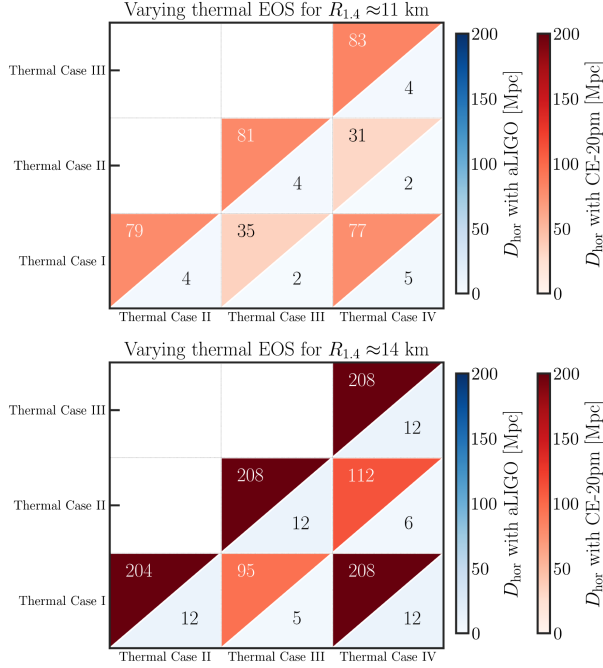 Varying thermal EOS for R1.4 ≈11 km
Thermal Case III
83
4
Thermal Case II
81
4
31
2
Thermal Case I
79
4
35
2
77
5
Thermal Case II
Thermal Case III
Thermal Case IV
200
150
100
50
0
Dhor with aLIGO [Mpc]
200
150
100
50
0
Dhor with CE-20pm [Mpc]
Varying thermal EOS for R1.4 ≈14 km
Thermal Case III
208
12
Thermal Case II
208
12
112
6
Thermal Case I
204
12
95
5
208
12
Thermal Case II
Thermal Case III
Thermal Case IV
200
150
100
50
0
Dhor with aLIGO [Mpc]
200
150
100
50
0
Dhor with CE-20pm [Mpc]